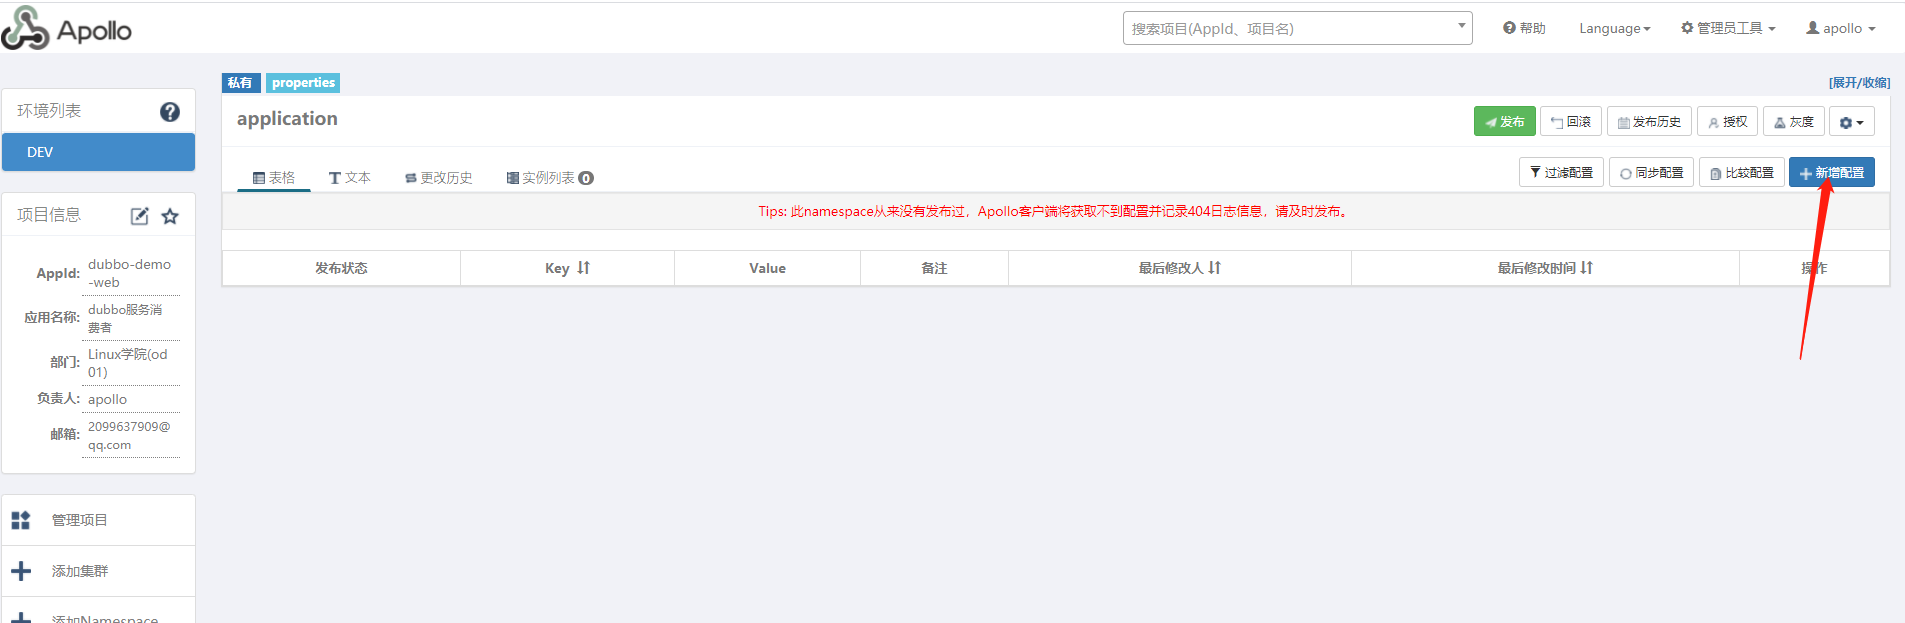 Apollo
搜索项目(AppId、项目名)
帮助
Language
管理员工具
apollo
环境列表
DEV
项目信息
AppId:
dubbo-demo
-web
应用名称:
dubbo服务消
费者
部门:
Linux学院(od
01)
负责人:
apollo
邮箱:
2099637909@
qq.com
管理项目
添加集群
添加Namespace
私有
properties
[展开/收缩]
application
发布
回滚
发布历史
授权
灰度
表格
文本
更改历史
实例列表 0
过滤配置
同步配置
比较配置
新增配置
Tips: 此namespace从来没有发布过，Apollo客户端将获取不到配置并记录404日志信息，请及时发布。
发布状态
Key
Value
备注
最后修改人
最后修改时间
操作